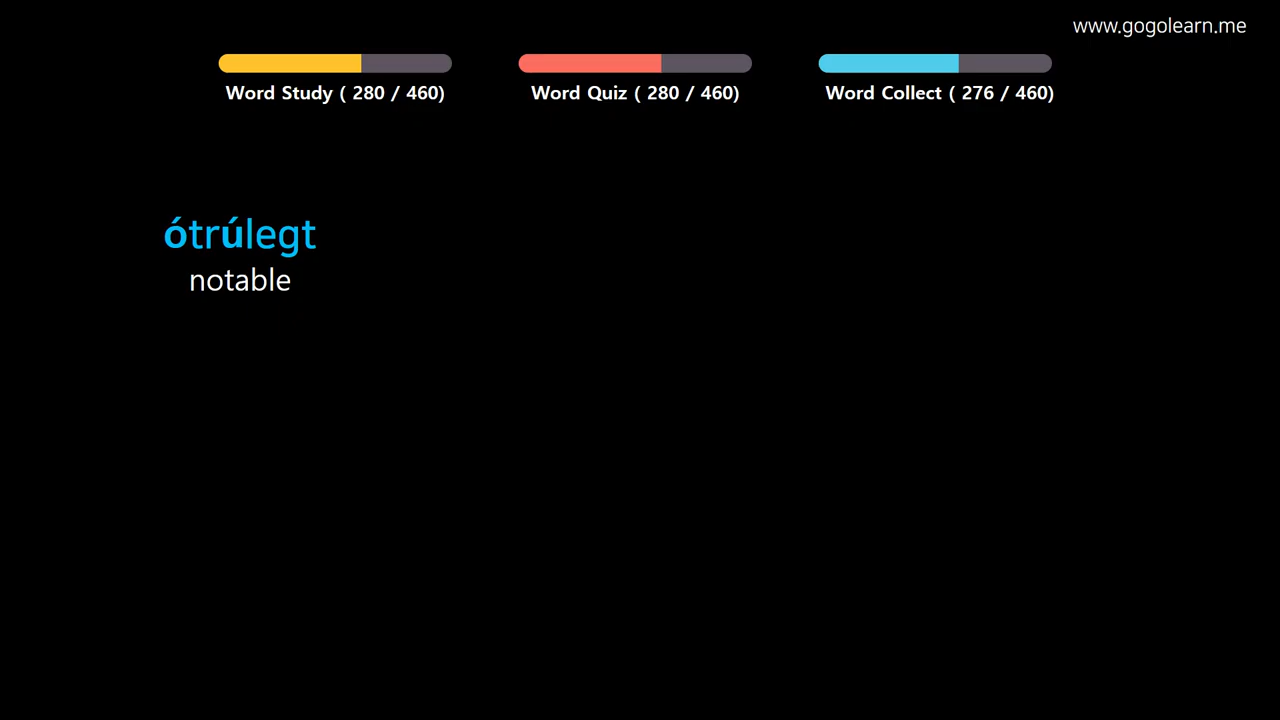 www.gogolearn.me
Word Study ( 280 / 460)
Word Quiz ( 280 / 460)
Word Collect ( 276 / 460)
ótrúlegt
notable